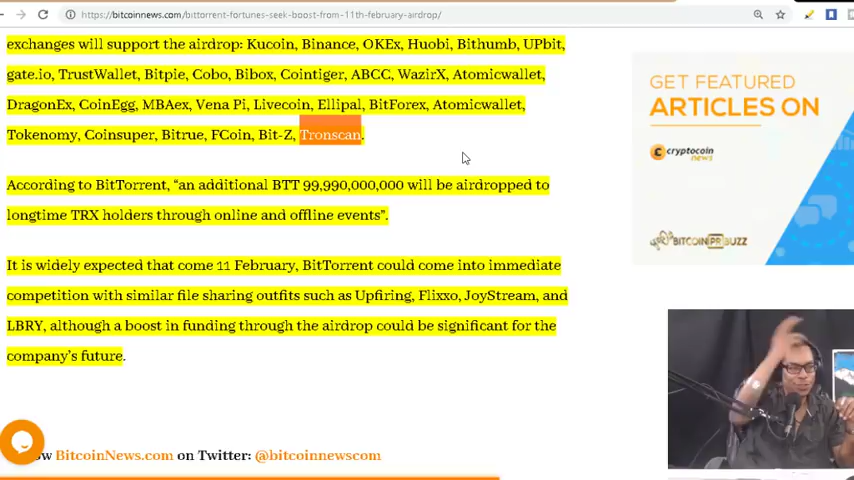 https://bitcoinnews.com/bittorrent-fortunes-seek-boost-from-11th-february-airdrop/
exchanges will support the airdrop: Kucoin, Binance, OKEx, Huobi, Bithumb, UPbit,
gate.io, TrustWallet, Bitpie, Cobo, Bibox, Cointiger, ABCC, WazirX, Atomicwallet,
DragonEx, CoinEgg, MBAex, Vena Pi, Livecoin, Ellipal, BitForex, Atomicwallet,
Tokenomy, Coinsuper, Bitrue, FCoin, Bit-Z, Tronscan.
According to BitTorrent, “an additional BTT 99,990,000,000 will be airdropped to
longtime TRX holders through online and offline events”.
It is widely expected that come 11 February, BitTorrent could come into immediate
competition with similar file sharing outfits such as Upfiring, Flixxo, JoyStream, and
LBRY, although a boost in funding through the airdrop could be significant for the
company’s future.
ow BitcoinNews.com on Twitter: @bitcoinnewscom
GET FEATURED
ARTICLES ON
cryptocoin
news
BITCOIN PR BUZZ